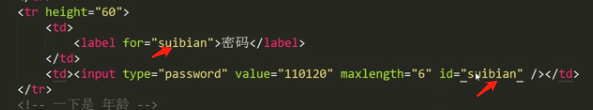 <tr height="60">
<td>
<label for="suibian">密码</label>
</td>
<td><input type="password" value="110120" maxlength="6" id="suibian" /></td>
</tr>
<!-- 一下是 年龄 -->